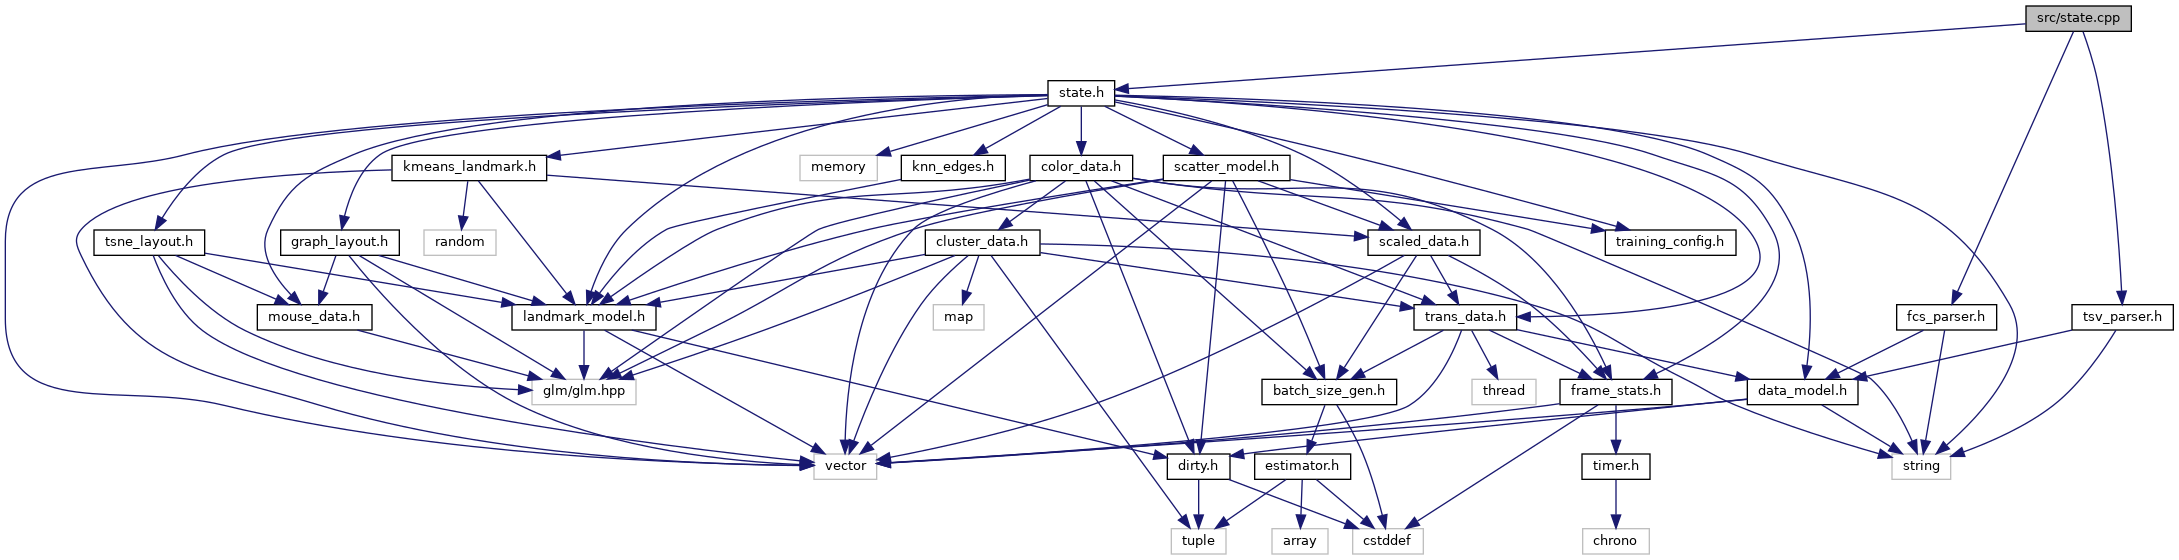 src/state.cpp
state.h
kmeans_landmark.h
memory
knn_edges.h
color_data.h
scatter_model.h
tsne_layout.h
graph_layout.h
random
cluster_data.h
scaled_data.h
training_config.h
mouse_data.h
landmark_model.h
map
trans_data.h
fcs_parser.h
tsv_parser.h
glm/glm.hpp
batch_size_gen.h
thread
frame_stats.h
data_model.h
vector
dirty.h
estimator.h
timer.h
string
tuple
array
cstddef
chrono